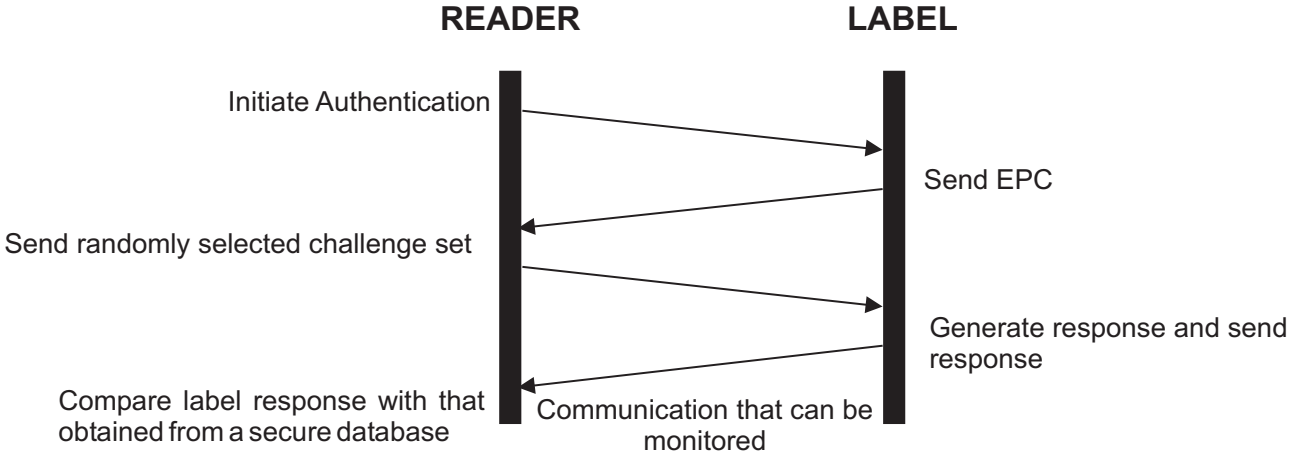 READER
LABEL
Initiate Authentication
Send EPC
Send randomly selected challenge set
Generate response and send
response
Compare label response with that
obtained from a secure database
Communication that can be
monitored